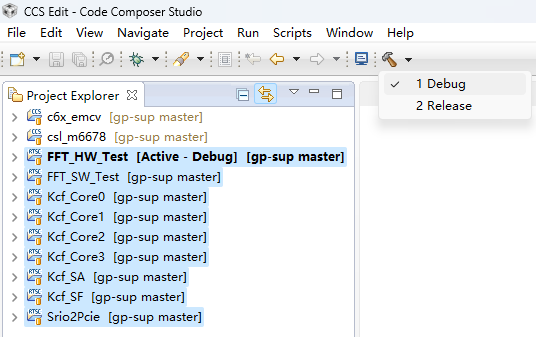 CCS Edit - Code Composer Studio
File Edit View Navigate Project Run Scripts Window Help
1 Debug
2 Release
Project Explorer
c6x_emcv [gp-sup master]
csl_m6678 [gp-sup master]
FFT_HW_Test [Active - Debug] [gp-sup master]
FFT_SW_Test [gp-sup master]
Kcf_Core0 [gp-sup master]
Kcf_Core1 [gp-sup master]
Kcf_Core2 [gp-sup master]
Kcf_Core3 [gp-sup master]
Kcf_SA [gp-sup master]
Kcf_SF [gp-sup master]
Srio2Pcie [gp-sup master]